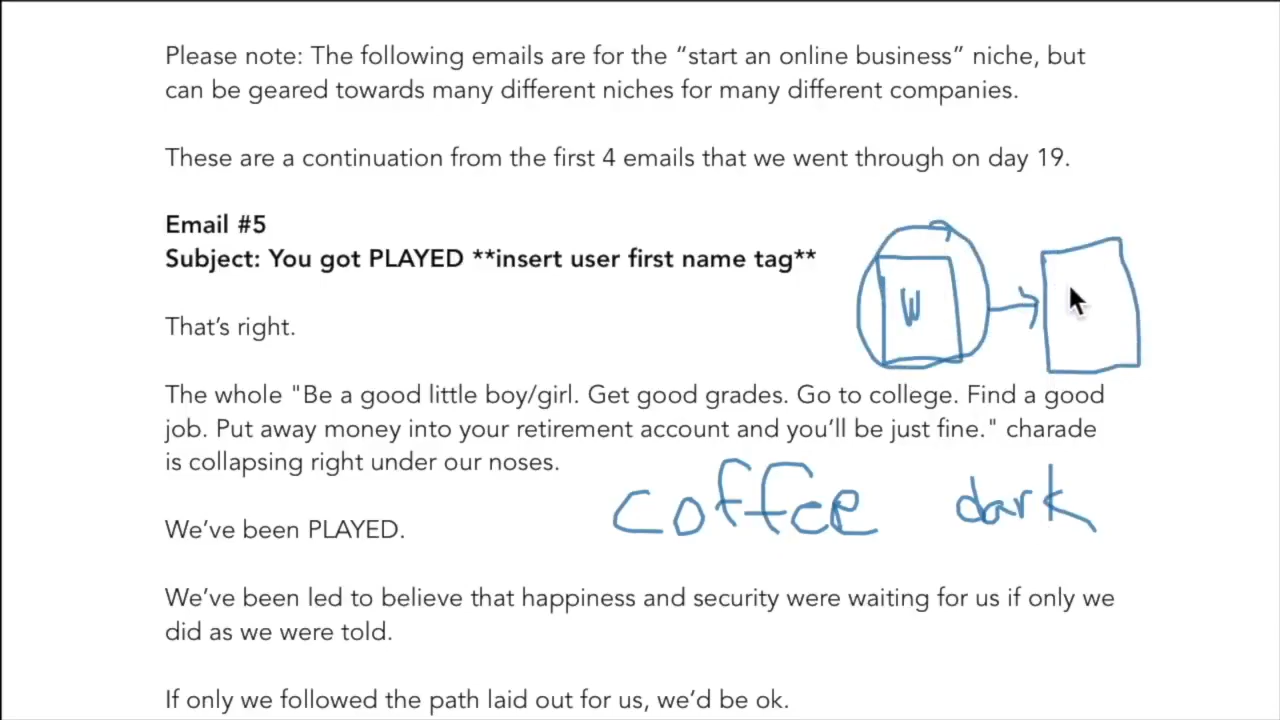 Please note: The following emails are for the “start an online business” niche, but
can be geared towards many different niches for many different companies.
These are a continuation from the first 4 emails that we went through on day 19.
Email #5
Subject: You got PLAYED **insert user first name tag**
W
That’s right.
The whole "Be a good little boy/girl. Get good grades. Go to college. Find a good
job. Put away money into your retirement account and you’ll be just fine." charade
is collapsing right under our noses.
coffee dark
We’ve been PLAYED.
We’ve been led to believe that happiness and security were waiting for us if only we
did as we were told.
If only we followed the path laid out for us, we’d be ok.